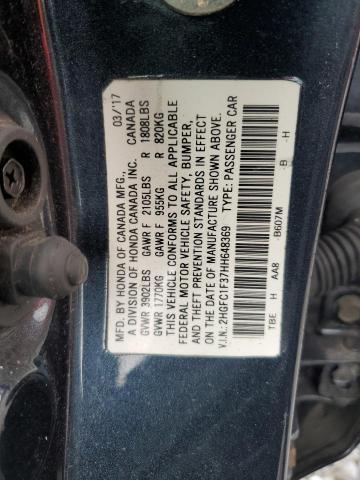 MFD. BY HONDA OF CANADA MFG., 03/17
A DIVISION OF HONDA CANADA INC. CANADA
GVWR 3902LBS GAWR F 2105LBS R 1808LBS
GVWR 1770KG GAWR F 955KG R 820KG
THIS VEHICLE CONFORMS TO ALL APPLICABLE
FEDERAL MOTOR VEHICLE SAFETY, BUMPER,
AND THEFT PREVENTION STANDARDS IN EFFECT
ON THE DATE OF MANUFACTURE SHOWN ABOVE.
V.I.N.: 2HGFC1F37HH648369 TYPE: PASSENGER CAR
TBE H AA8 -B607M -B -H